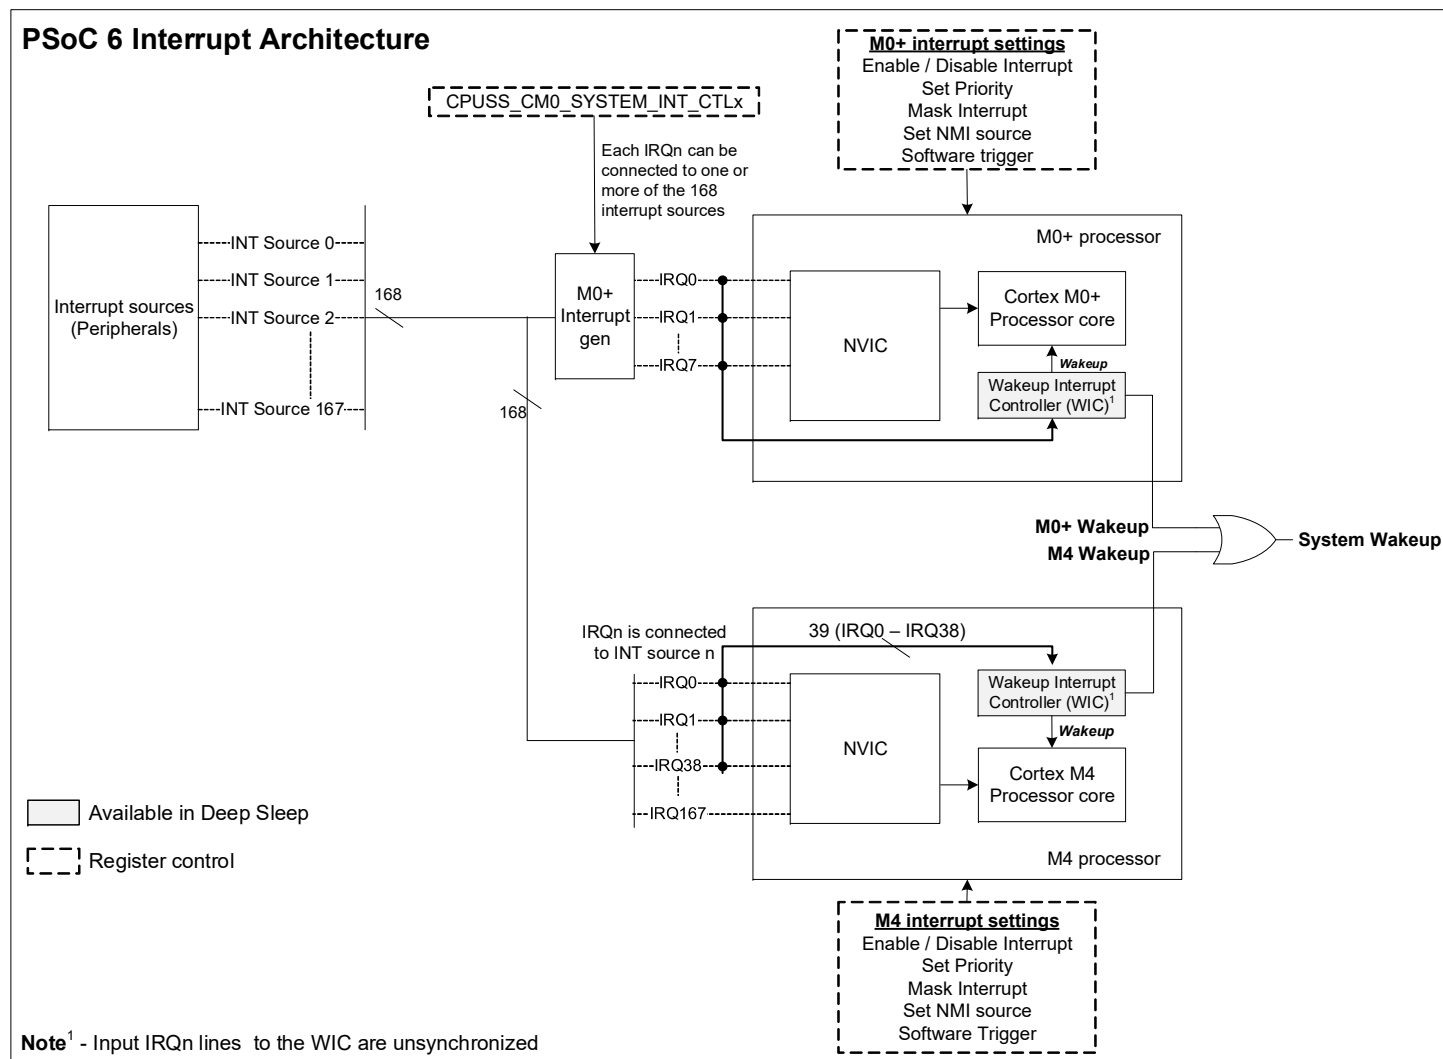 PSoC 6 Interrupt Architecture
M0+ interrupt settings
Enable / Disable Interrupt
Set Priority
Mask Interrupt
Set NMI source
Software trigger
CPUSS_CM0_SYSTEM_INT_CTLx
Each IRQn can be
connected to one or
more of the 168
interrupt sources
M0+ processor
Interrupt sources
(Peripherals)
INT Source 0
INT Source 1
INT Source 2
INT Source 167
168
168
M0+
Interrupt
gen
IRQ0
IRQ1
IRQ7
NVIC
Cortex M0+
Processor core
Wakeup
Wakeup Interrupt
Controller (WIC)1
M0+ Wakeup
M4 Wakeup
System Wakeup
IRQn is connected
to INT source n
39 (IRQ0 – IRQ38)
IRQ0
IRQ1
IRQ38
IRQ167
NVIC
Wakeup Interrupt
Controller (WIC)1
Wakeup
Cortex M4
Processor core
M4 processor
Available in Deep Sleep
Register control
M4 interrupt settings
Enable / Disable Interrupt
Set Priority
Mask Interrupt
Set NMI source
Software Trigger
Note1 - Input IRQn lines to the WIC are unsynchronized